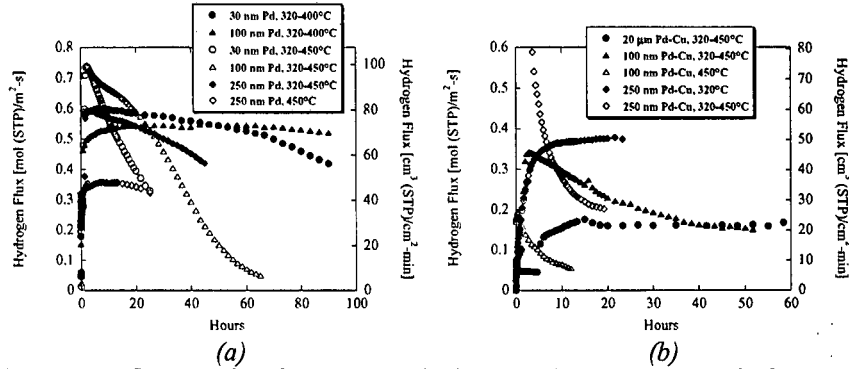 (a)
30 nm Pd, 320-400°C
100 nm Pd, 320-400°C
30 nm Pd, 320-450°C
100 nm Pd, 320-450°C
250 nm Pd, 320-450°C
250 nm Pd, 450°C
Hydrogen Flux [mol (STP)/m²-s]
0.8
0.7
0.6
0.5
0.4
0.3
0.2
0.1
0
100
80
60
40
20
0
Hydrogen Flux [cm³ (STP)/cm²-min]
0 20 40 60 80 100
Hours
(a)
(b)
20 µm Pd-Cu, 320-450°C
100 nm Pd-Cu, 320-450°C
100 nm Pd-Cu, 450°C
250 nm Pd-Cu, 320°C
250 nm Pd-Cu, 320-450°C
Hydrogen Flux [mol (STP)/m²-s]
0.6
0.5
0.4
0.3
0.2
0.1
0
80
70
60
50
40
30
20
10
0
Hydrogen Flux [cm³ (STP)/cm²-min]
0 10 20 30 40 50 60
Hours
(b)